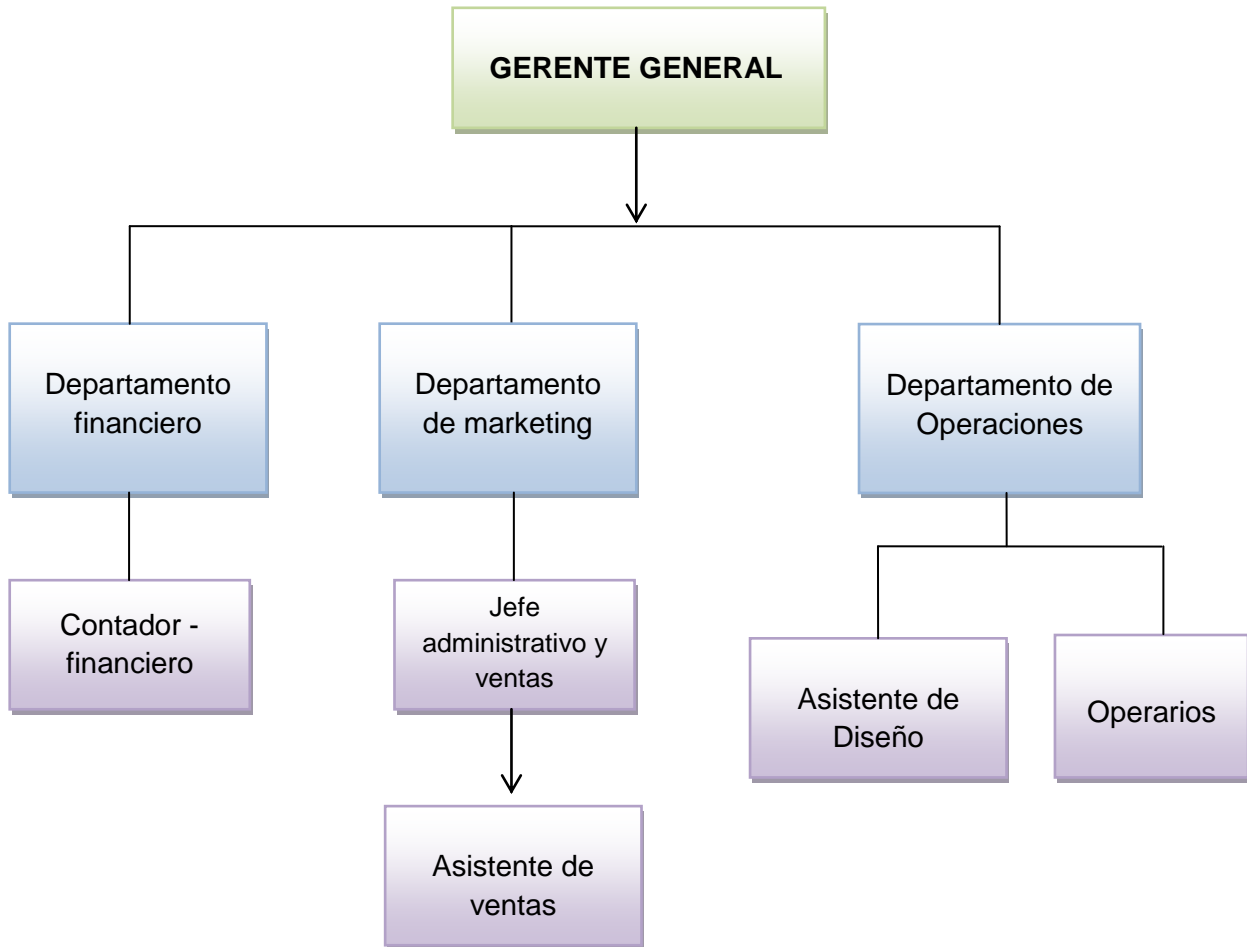 GERENTE GENERAL
Departamento
financiero
Departamento
de marketing
Departamento de
Operaciones
Contador -
financiero
Jefe
administrativo y
ventas
Asistente de
Diseño
Operarios
Asistente de
ventas